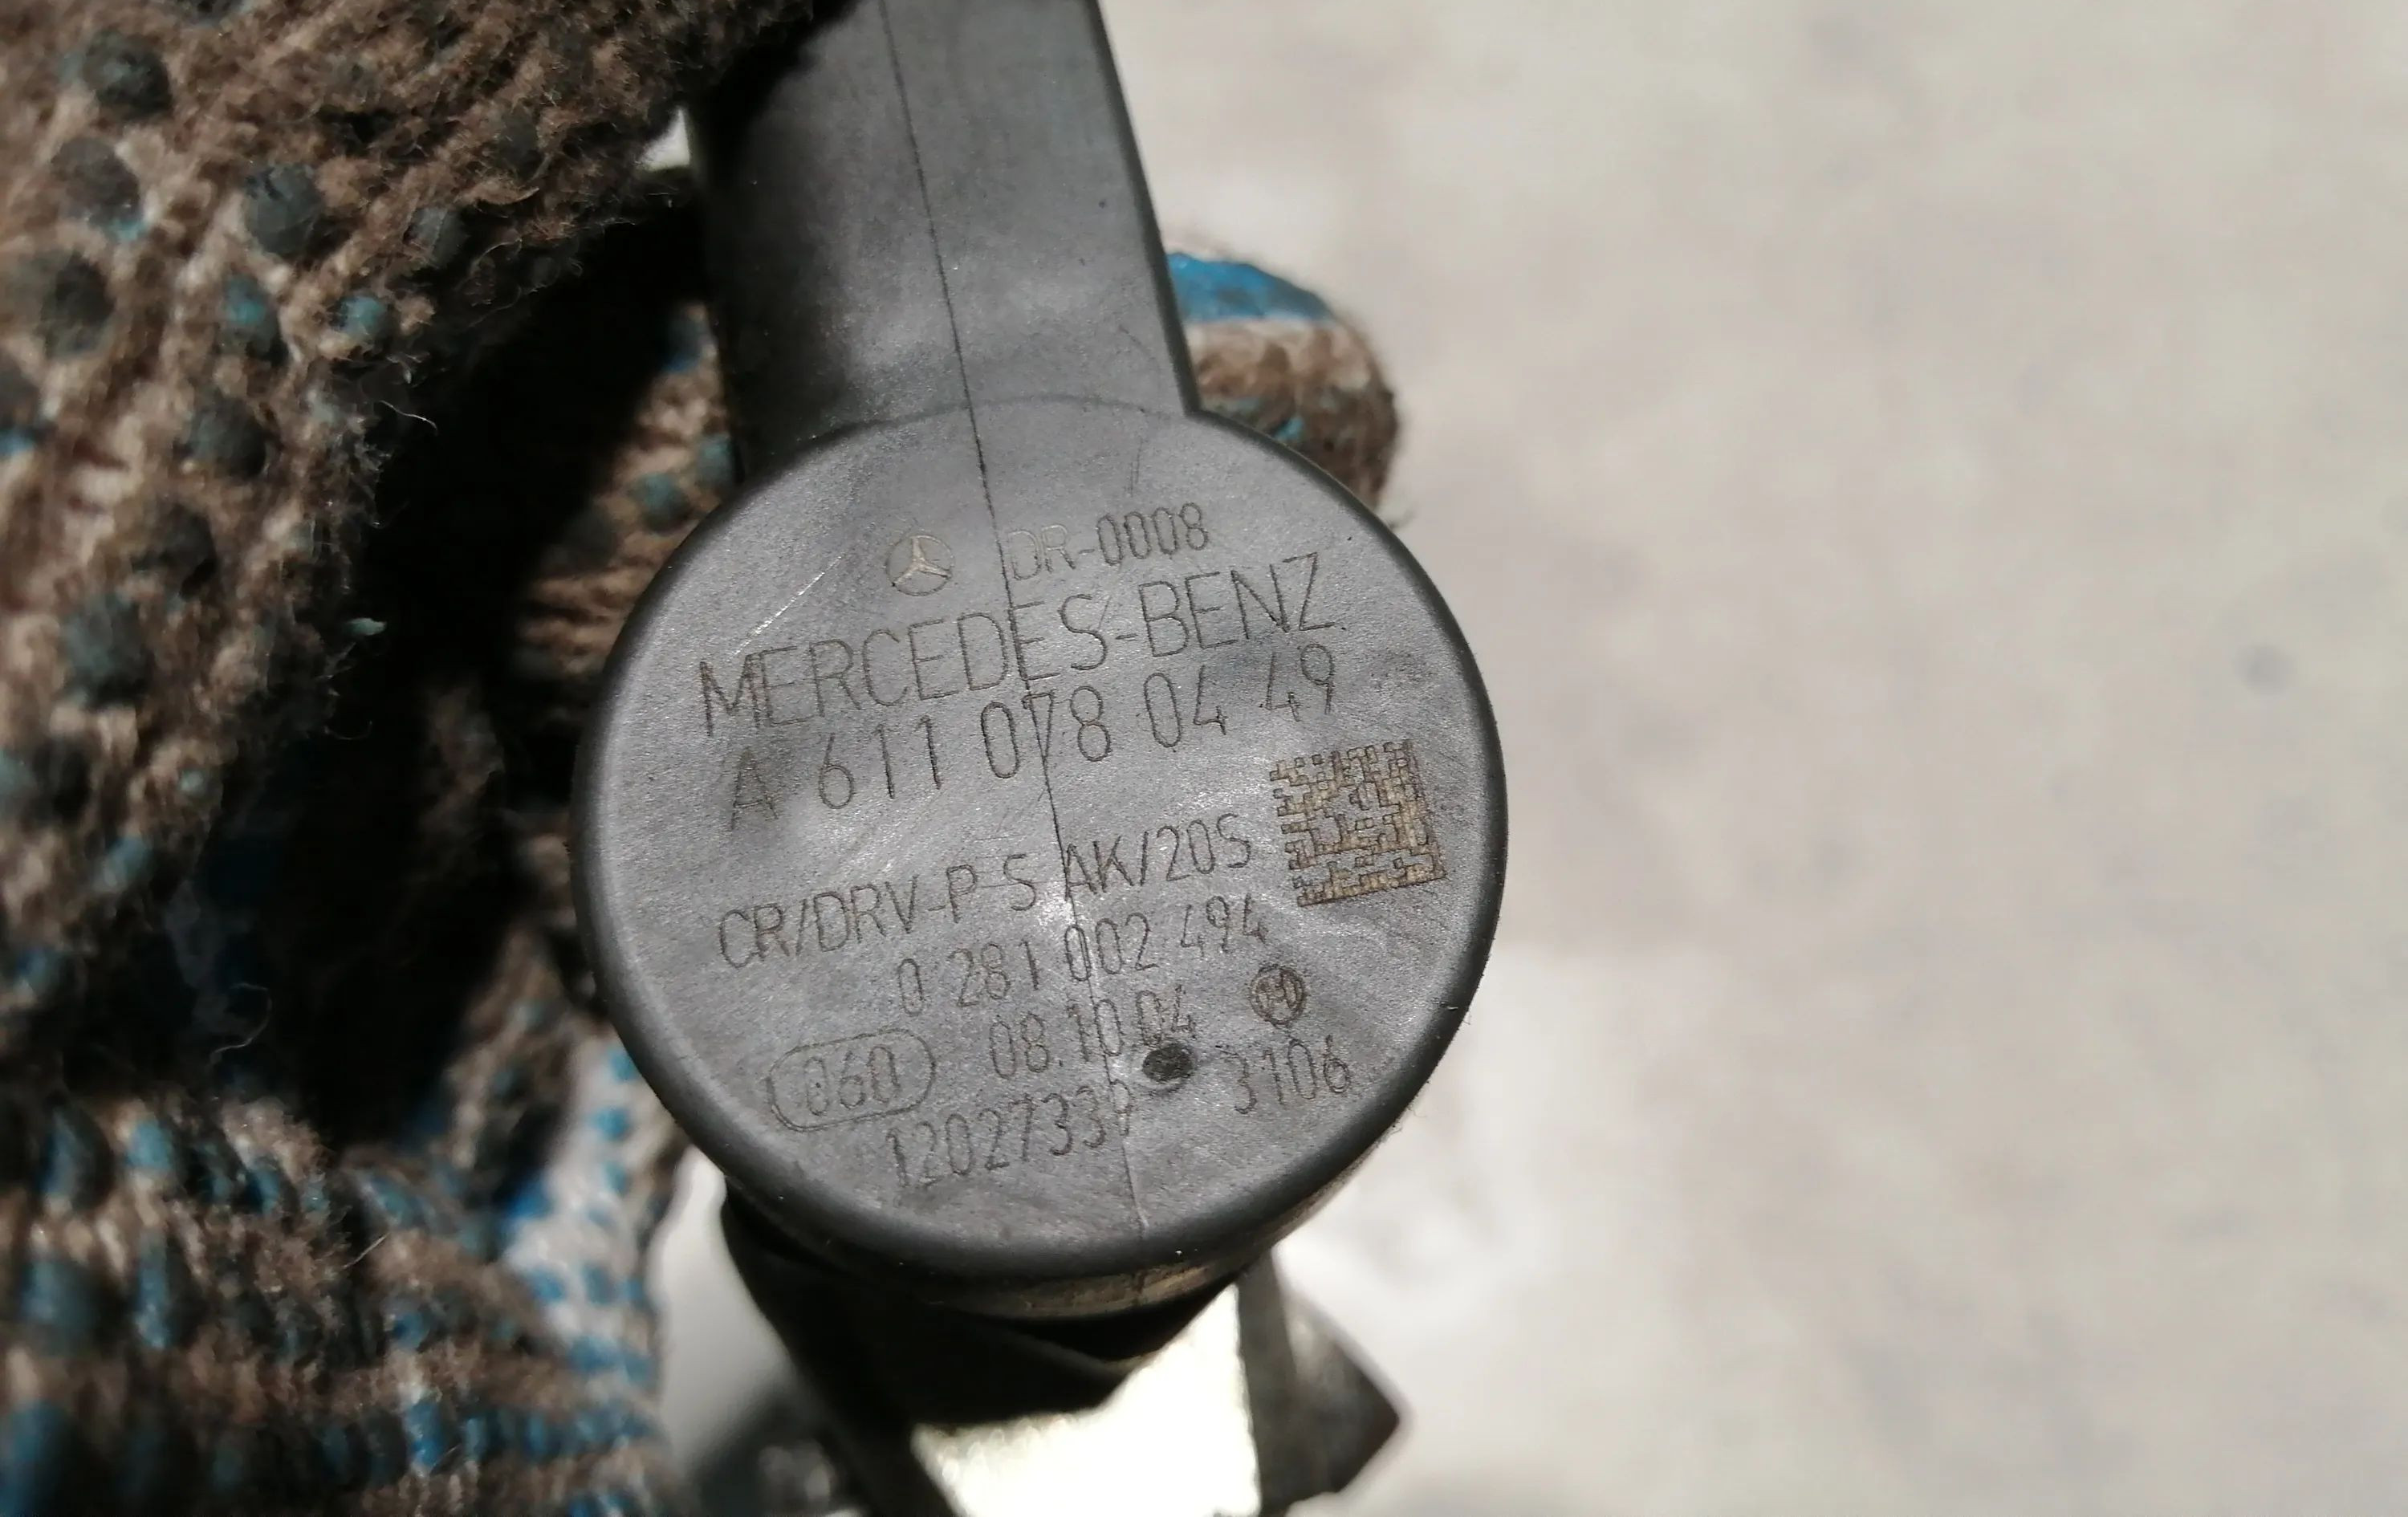 DR-0008
MERCEDES-BENZ
A 611 078 04 49
CR/DRV-P S AK/20S
0 281 002 494
060 08.10.04
3106